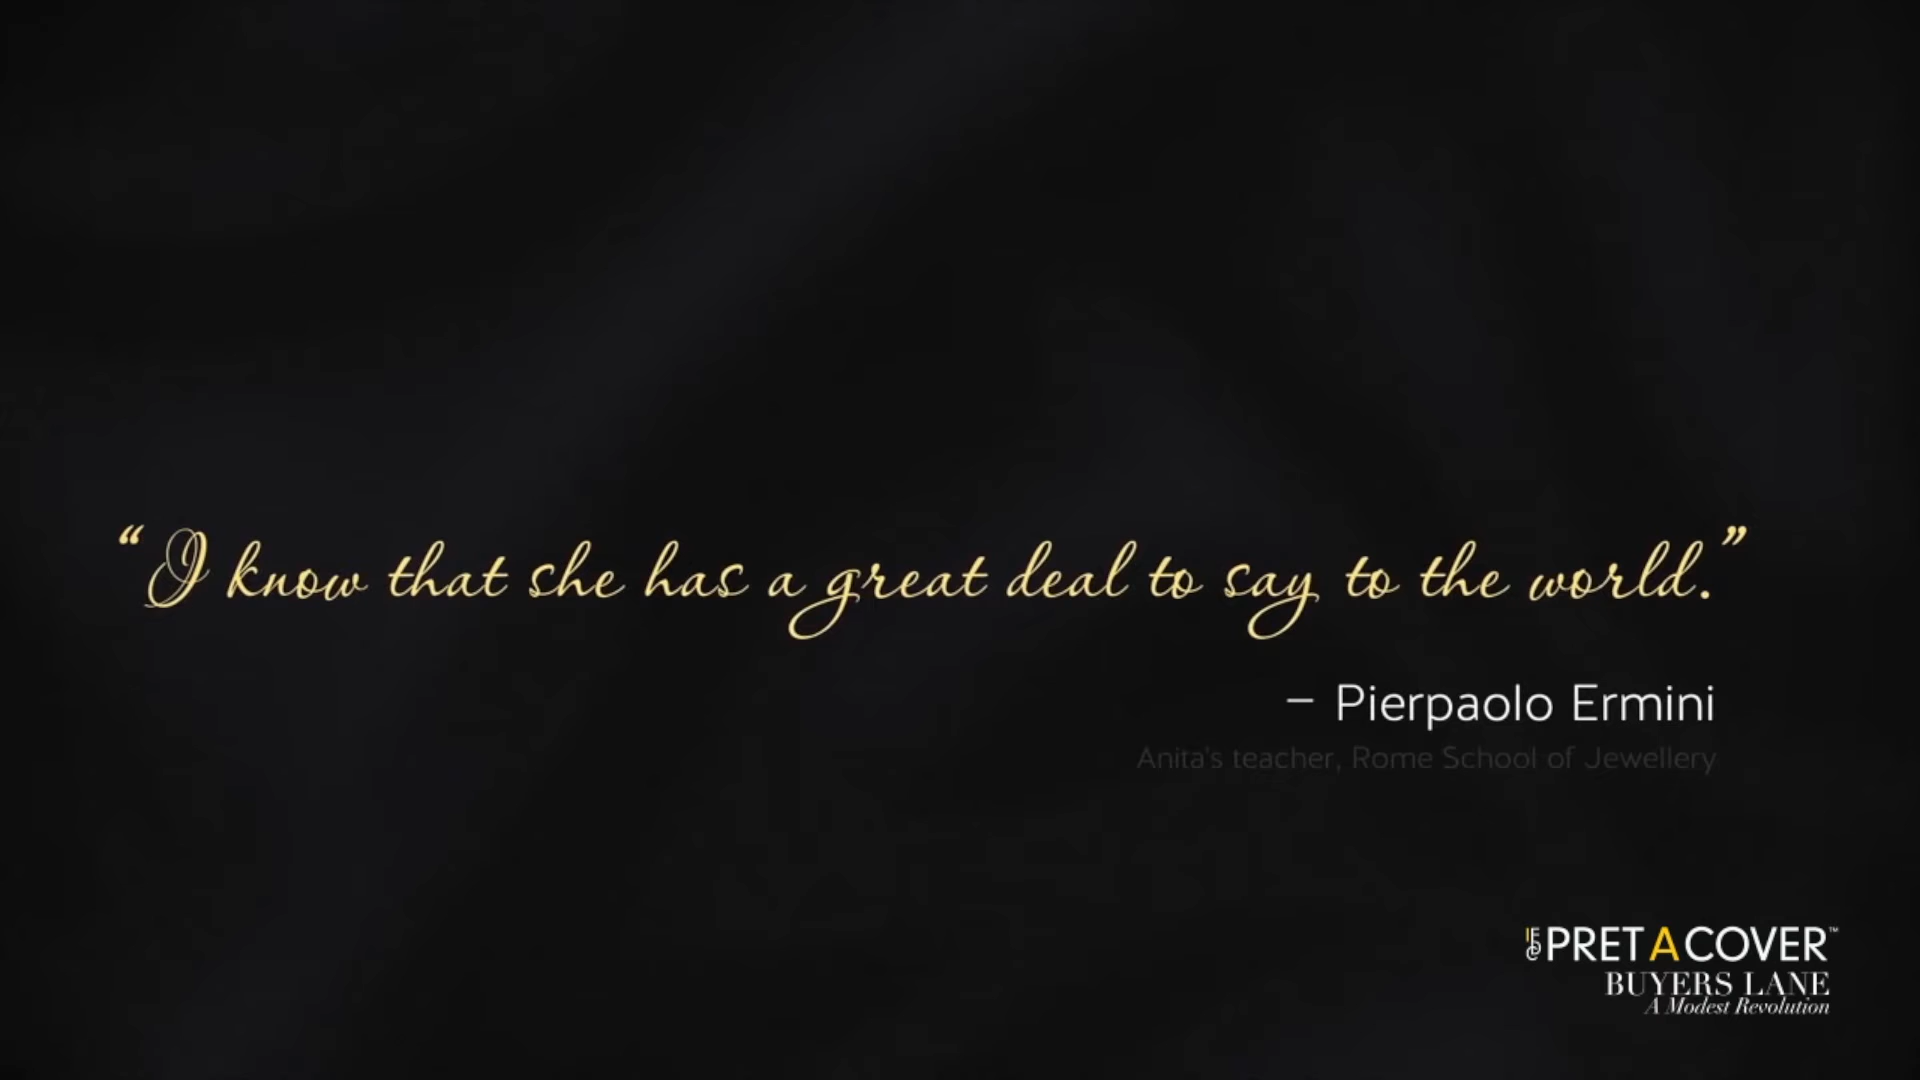 “I know that she has a great deal to say to the world.”
– Pierpaolo Ermini
Anita's teacher, Rome School of Jewellery
PRET A COVER™
BUYERS LANE
A Modest Revolution